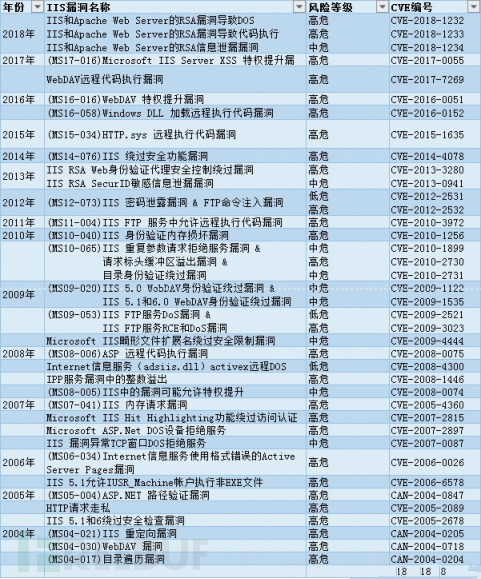 年份 IIS漏洞名称 风险等级 CVE编号
IIS和Apache Web Server的RSA漏洞导致DOS 高危 CVE-2018-1232
2018年 IIS和Apache Web Server的RSA漏洞导致代码执行 高危 CVE-2018-1233
IIS和Apache Web Server的RSA信息泄漏漏洞 中危 CVE-2018-1234
2017年 (MS17-016)Microsoft IIS Server XSS 特权提升漏 高危 CVE-2017-0055
WebDAV远程代码执行漏洞 高危 CVE-2017-7269
2016年 (MS16-016)WebDAV 特权提升漏洞 高危 CVE-2016-0051
(MS16-058)Windows DLL 加载远程执行代码漏洞 高危 CVE-2016-0152
2015年 (MS15-034)HTTP.sys 远程执行代码漏洞 高危 CVE-2015-1635
2014年 (MS14-076)IIS 绕过安全功能漏洞 高危 CVE-2014-4078
2013年 IIS RSA Web身份验证代理安全控制绕过漏洞 高危 CVE-2013-3280
IIS RSA SecurID敏感信息泄漏漏洞 中危 CVE-2013-0941
2012年 (MS12-073)IIS 密码泄露漏洞 & FTP命令注入漏洞 低危 CVE-2012-2531
高危 CVE-2012-2532
2011年 (MS11-004)IIS FTP 服务中允许远程执行代码漏洞 高危 CVE-2010-3972
2010年 (MS10-040)IIS 身份验证内存损坏漏洞 高危 CVE-2010-1256
(MS10-065)IIS 重复参数请求拒绝服务漏洞 & 中危 CVE-2010-1899
请求标头缓冲区溢出漏洞 & 高危 CVE-2010-2730
目录身份验证绕过漏洞 中危 CVE-2010-2731
2009年 (MS09-020)IIS 5.0 WebDAV身份验证绕过漏洞 & 中危 CVE-2009-1122
IIS 5.1和6.0 WebDAV身份验证绕过漏洞 高危 CVE-2009-1535
(MS09-053)IIS FTP服务DoS漏洞 & 低危 CVE-2009-2521
IIS FTP服务RCE和DoS漏洞 高危 CVE-2009-3023
Microsoft IIS畸形文件扩展名绕过安全限制漏洞 中危 CVE-2009-4444
2008年 (MS08-006)ASP 远程代码执行漏洞 高危 CVE-2008-0075
Internet信息服务（adsiis.dll）activex远程DOS 低危 CVE-2008-4300
IPP服务漏洞中的整数溢出 高危 CVE-2008-1446
(MS08-005)IIS中的漏洞可能允许特权提升 中危 CVE-2008-0074
2007年 (MS07-041)IIS 内存请求漏洞 高危 CVE-2005-4360
Microsoft IIS Hit Highlighting功能绕过访问认证 高危 CVE-2007-2815
Microsoft ASP.Net DOS设备拒绝服务 高危 CVE-2007-2897
IIS 漏洞异常TCP窗口DOS拒绝服务 中危 CVE-2007-0087
2006年 (MS06-034)Internet信息服务使用格式错误的Active
Server Pages漏洞 高危 CVE-2006-0026
IIS 5.1允许IUSR_Machine帐户执行非EXE文件 高危 CVE-2006-6578
2005年 (MS05-004)ASP.NET 路径验证漏洞 高危 CAN-2004-0847
HTTP请求走私 高危 CVE-2005-2089
IIS 5.1和6绕过安全检查漏洞 高危 CVE-2005-2678
2004年 (MS04-021)IIS 重定向漏洞 高危 CAN-2004-0205
(MS04-030)WebDAV 漏洞 高危 CAN-2004-0718
(MS04-017)目录遍历漏洞 高危 CAN-2004-0204
18 18 8